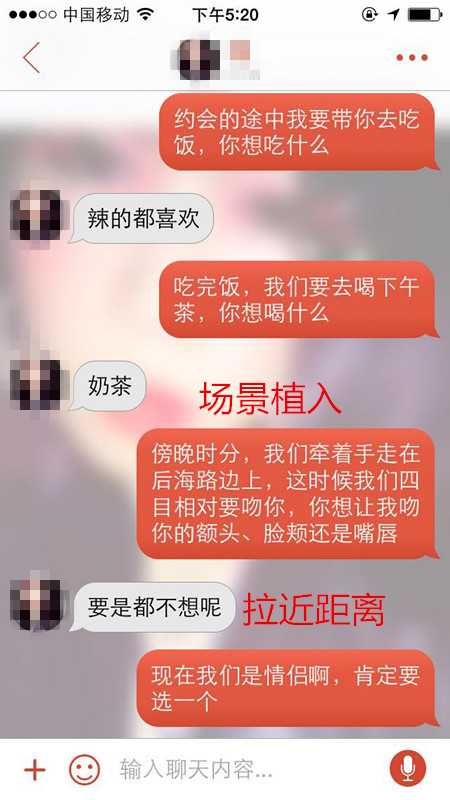 中国移动
下午5:20
约会的途中我要带你去吃
饭，你想吃什么
辣的都喜欢
吃完饭，我们要去喝下午
茶，你想喝什么
奶茶
场景植入
傍晚时分，我们牵着手走在
后海路边上，这时候我们四
目相对要吻你，你想让我吻
你的额头、脸颊还是嘴唇
要是都不想呢
拉近距离
现在我们是情侣啊，肯定要
选一个
输入聊天内容...